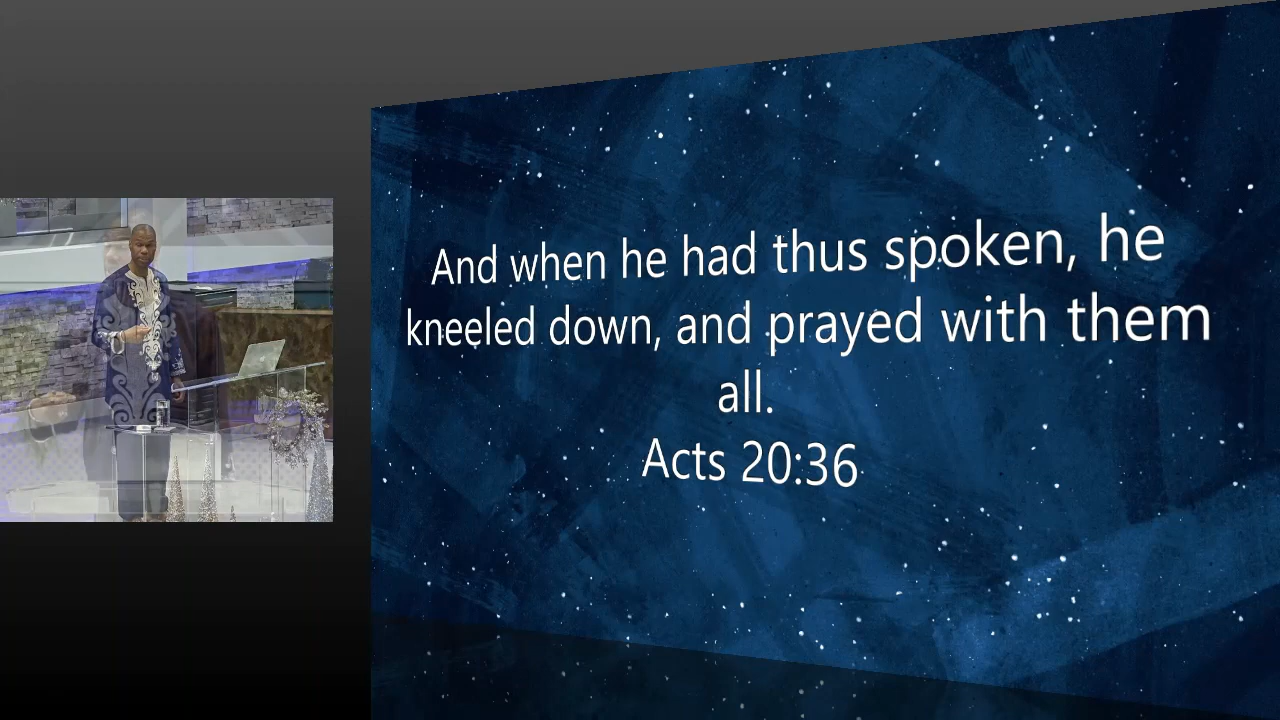 And when he had thus spoken, he
kneeled down, and prayed with them
all.
Acts 20:36